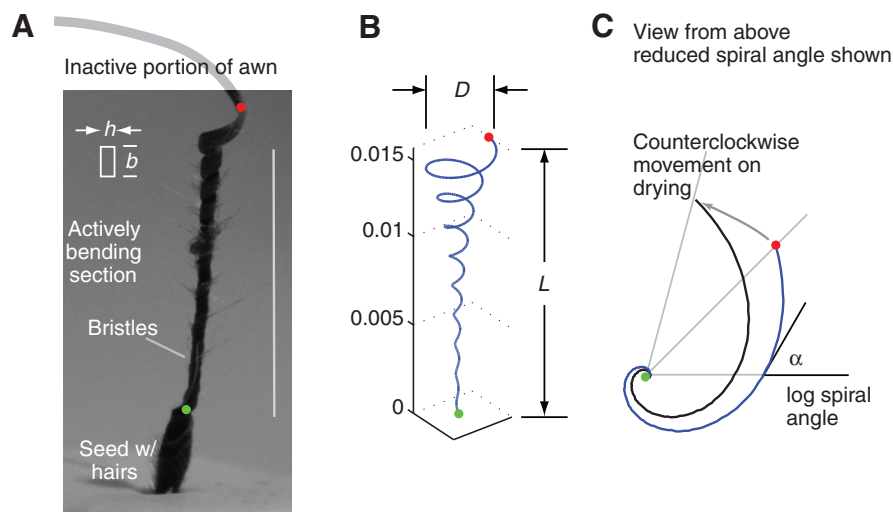 A
Inactive portion of awn
h
b
Actively
bending
section
Bristles
Seed w/
hairs
B
D
0.015
0.01
0.005
0
L
C
View from above
reduced spiral angle shown
Counterclockwise
movement on
drying
α
log spiral
angle